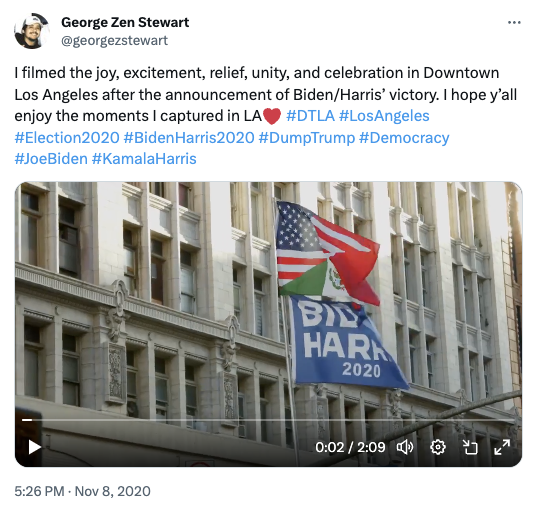 George Zen Stewart
@georgezstewart
I filmed the joy, excitement, relief, unity, and celebration in Downtown
Los Angeles after the announcement of Biden/Harris’ victory. I hope y’all
enjoy the moments I captured in LA❤️ #DTLA #LosAngeles
#Election2020 #BidenHarris2020 #DumpTrump #Democracy
#JoeBiden #KamalaHarris
BID
HARR
2020
0:02 / 2:09
5:26 PM · Nov 8, 2020